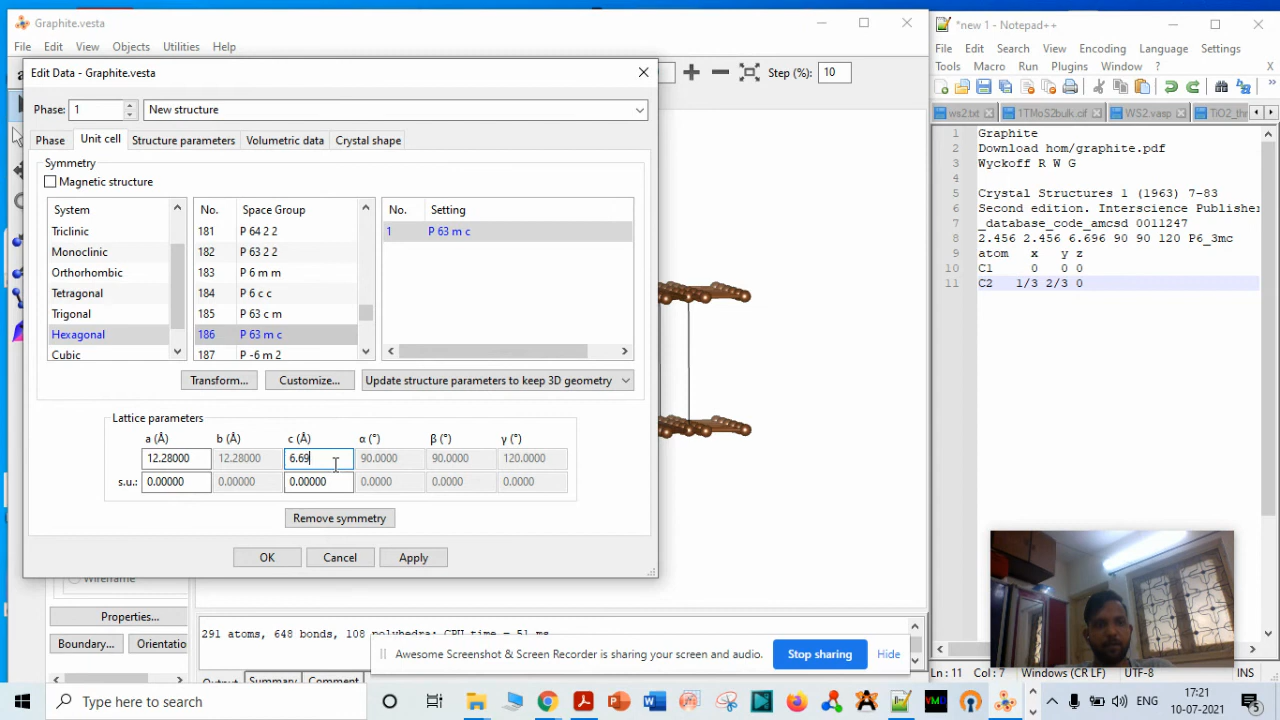 Graphite.vesta
File Edit View Objects Utilities Help
Step (%): 10
Edit Data - Graphite.vesta
Phase: 1 New structure
Phase Unit cell Structure parameters Volumetric data Crystal shape
Symmetry
Magnetic structure
System No. Space Group No. Setting
Triclinic 181 P 64 2 2 1 P 63 m c
Monoclinic 182 P 63 2 2
Orthorhombic 183 P 6 m m
Tetragonal 184 P 6 c c
Trigonal 185 P 63 c m
Hexagonal 186 P 63 m c
Cubic 187 P -6 m 2
Transform... Customize... Update structure parameters to keep 3D geometry
Lattice parameters
a (Å) b (Å) c (Å) α (°) β (°) γ (°)
12.28000 12.28000 6.69 90.0000 90.0000 120.0000
s.u.: 0.00000 0.00000 0.00000 0.0000 0.0000 0.0000
Remove symmetry
OK Cancel Apply
Wireframe
Properties...
Boundary... Orientatio
291 atoms, 648 bonds, 108 polyhedra; CPU time = 51 ms
Output Summary Comment
Awesome Screenshot & Screen Recorder is sharing your screen and audio. Stop sharing Hide
*new 1 - Notepad++
File Edit Search View Encoding Language Settings
Tools Macro Run Plugins Window ? X
ws2.txt 1TMoS2bulk.cif WS2.vasp TiO2_thr
1 Graphite
2 Download hom/graphite.pdf
3 Wyckoff R W G
4
5 Crystal Structures 1 (1963) 7-83
6 Second edition. Interscience Publisher
7 _database_code_amcsd 0011247
8 2.456 2.456 6.696 90 90 120 P6_3mc
9 atom x y z
10 C1 0 0 0
11 C2 1/3 2/3 0
Ln:11 Col:7 Windows (CR LF) UTF-8 INS
Type here to search
ENG 17:21
10-07-2021
5